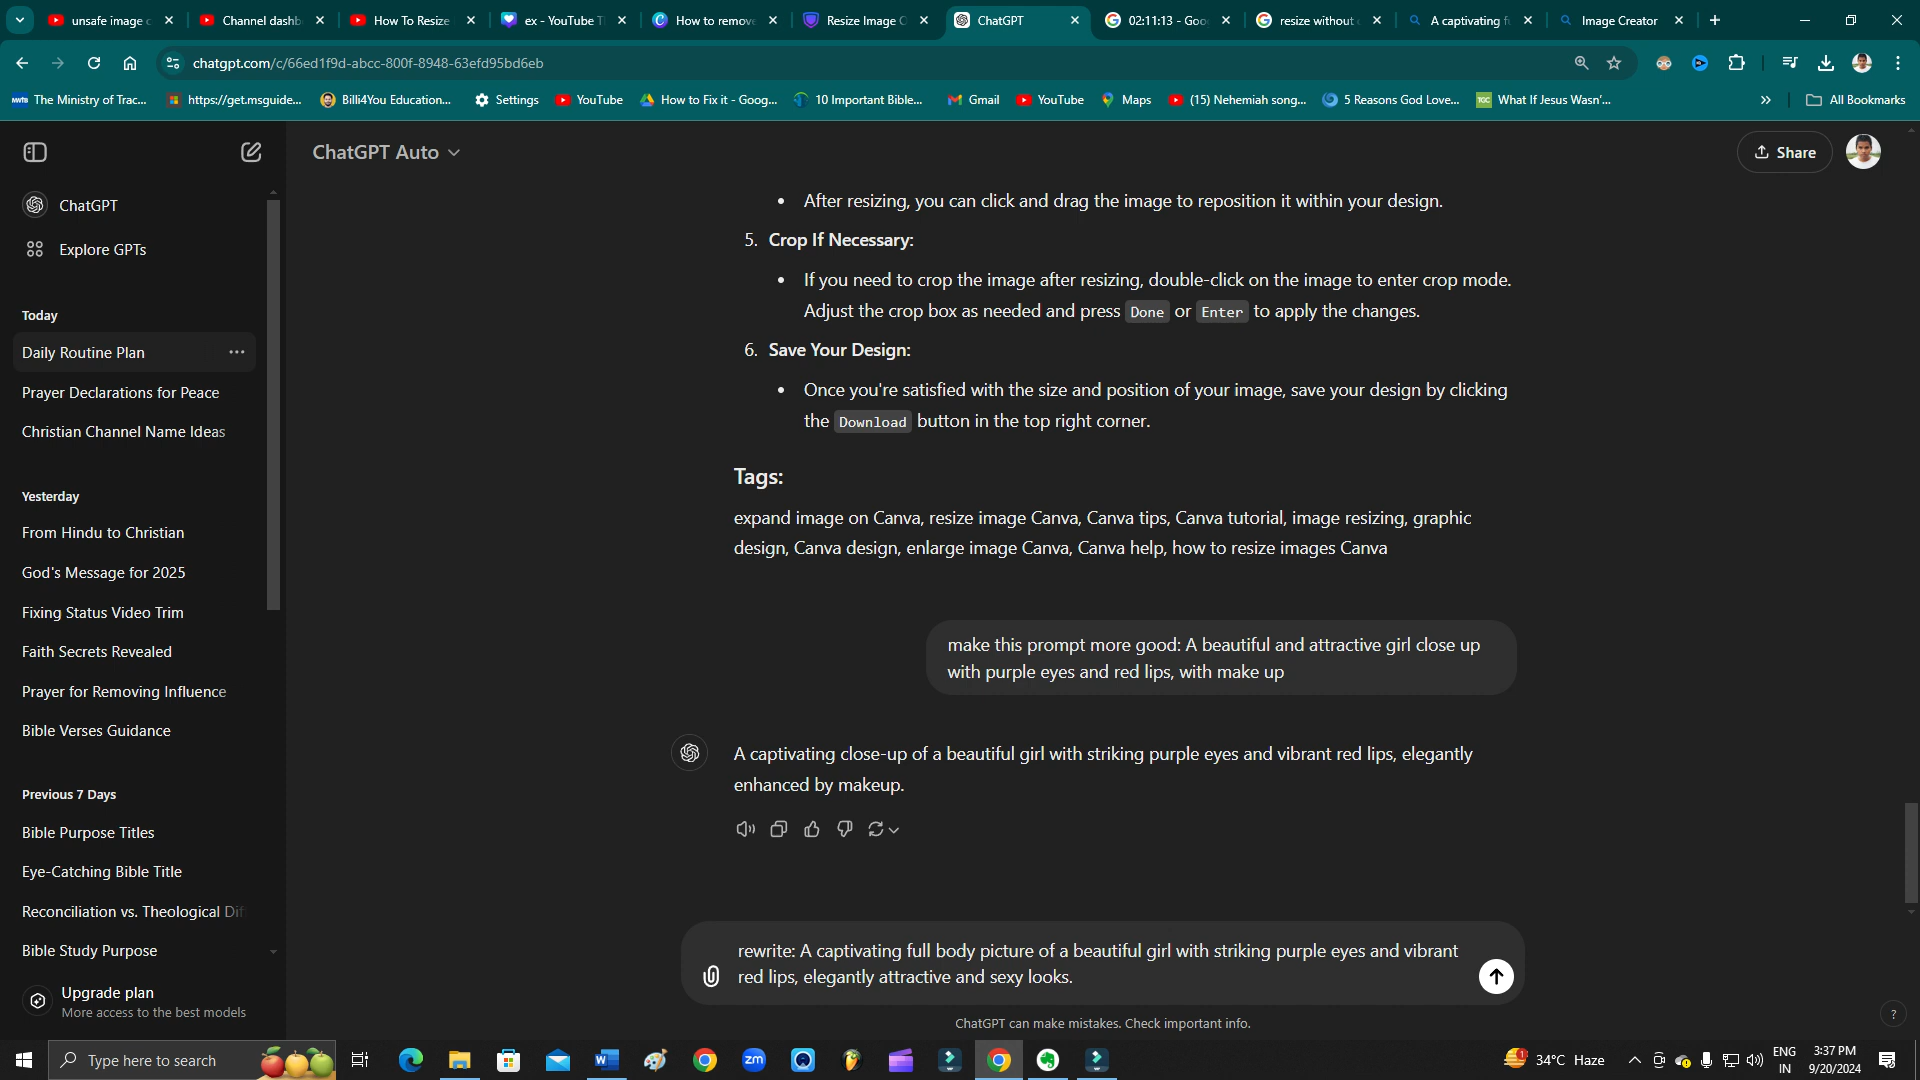 unsafe image
Channel dashb
How To Resize
ex - YouTube
How to remov
Resize Image
ChatGPT
02:11:13 - Goo
resize without
A captivating
Image Creator
chatgpt.com/c/66ed1f9d-abcc-800f-8948-63efd95bd6eb
The Ministry of Trac...
https://get.msguide...
Billi4You Education...
Settings
YouTube
How to Fix it - Goog...
10 Important Bible...
Gmail
YouTube
Maps
(15) Nehemiah song...
5 Reasons God Love...
TGC
What If Jesus Wasn'...
All Bookmarks
ChatGPT Auto
Share
ChatGPT
Explore GPTs
Today
Daily Routine Plan
Prayer Declarations for Peace
Christian Channel Name Ideas
Yesterday
From Hindu to Christian
God's Message for 2025
Fixing Status Video Trim
Faith Secrets Revealed
Prayer for Removing Influence
Bible Verses Guidance
Previous 7 Days
Bible Purpose Titles
Eye-Catching Bible Title
Reconciliation vs. Theological Dif
Bible Study Purpose
Upgrade plan
More access to the best models
• After resizing, you can click and drag the image to reposition it within your design.
5. Crop If Necessary:
• If you need to crop the image after resizing, double-click on the image to enter crop mode.
Adjust the crop box as needed and press Done or Enter to apply the changes.
6. Save Your Design:
• Once you're satisfied with the size and position of your image, save your design by clicking
the Download button in the top right corner.
Tags:
expand image on Canva, resize image Canva, Canva tips, Canva tutorial, image resizing, graphic
design, Canva design, enlarge image Canva, Canva help, how to resize images Canva
make this prompt more good: A beautiful and attractive girl close up
with purple eyes and red lips, with make up
A captivating close-up of a beautiful girl with striking purple eyes and vibrant red lips, elegantly
enhanced by makeup.
rewrite: A captivating full body picture of a beautiful girl with striking purple eyes and vibrant
red lips, elegantly attractive and sexy looks.
ChatGPT can make mistakes. Check important info.
?
Type here to search
zm
1
34°C Haze
ENG
IN
3:37 PM
9/20/2024